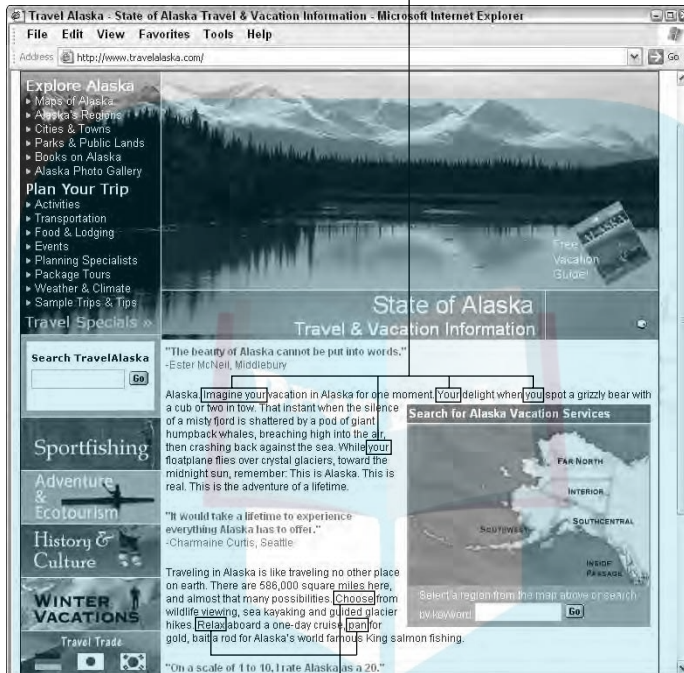 Travel Alaska - State of Alaska Travel & Vacation Information - Microsoft Internet Explorer
File Edit View Favorites Tools Help
Address http://www.travelalaska.com/ Go
Explore Alaska
Maps of Alaska
Alaska's Regions
Cities & Towns
Parks & Public Lands
Books on Alaska
Alaska Photo Gallery
Plan Your Trip
Activities
Transportation
Food & Lodging
Events
Planning Specialists
Package Tours
Weather & Climate
Sample Trips & Tips
Travel Specials »
Free
Vacation
Guide!
State of Alaska
Travel & Vacation Information
Search TravelAlaska
Go
Sportfishing
Adventure
&
Ecotourism
History &
Culture
WINTER
VACATIONS
Travel Trade
"The beauty of Alaska cannot be put into words."
-Ester McNeil, Middlebury
Alaska. Imagine your vacation in Alaska for one moment. Your delight when you spot a grizzly bear with
a cub or two in tow. That instant when the silence
of a misty fjord is shattered by a pod of giant
humpback whales, breaching high into the air,
then crashing back against the sea. While your
floatplane flies over crystal glaciers, toward the
midnight sun, remember: This is Alaska. This is
real. This is the adventure of a lifetime.
"It would take a lifetime to experience
everything Alaska has to offer."
-Charmaine Curtis, Seattle
Traveling in Alaska is like traveling no other place
on earth. There are 586,000 square miles here,
and almost that many possibilities. Choose from
wildlife viewing, sea kayaking and guided glacier
hikes. Relax aboard a one-day cruise, pan for
gold, bait a rod for Alaska's world famous King salmon fishing.
"On a scale of 1 to 10, I rate Alaska as a 20."
Search for Alaska Vacation Services
FAR NORTH
INTERIOR
SOUTHWEST
SOUTHCENTRAL
INSIDE
PASSAGE
Select a region from the map above or search
by keyword Go